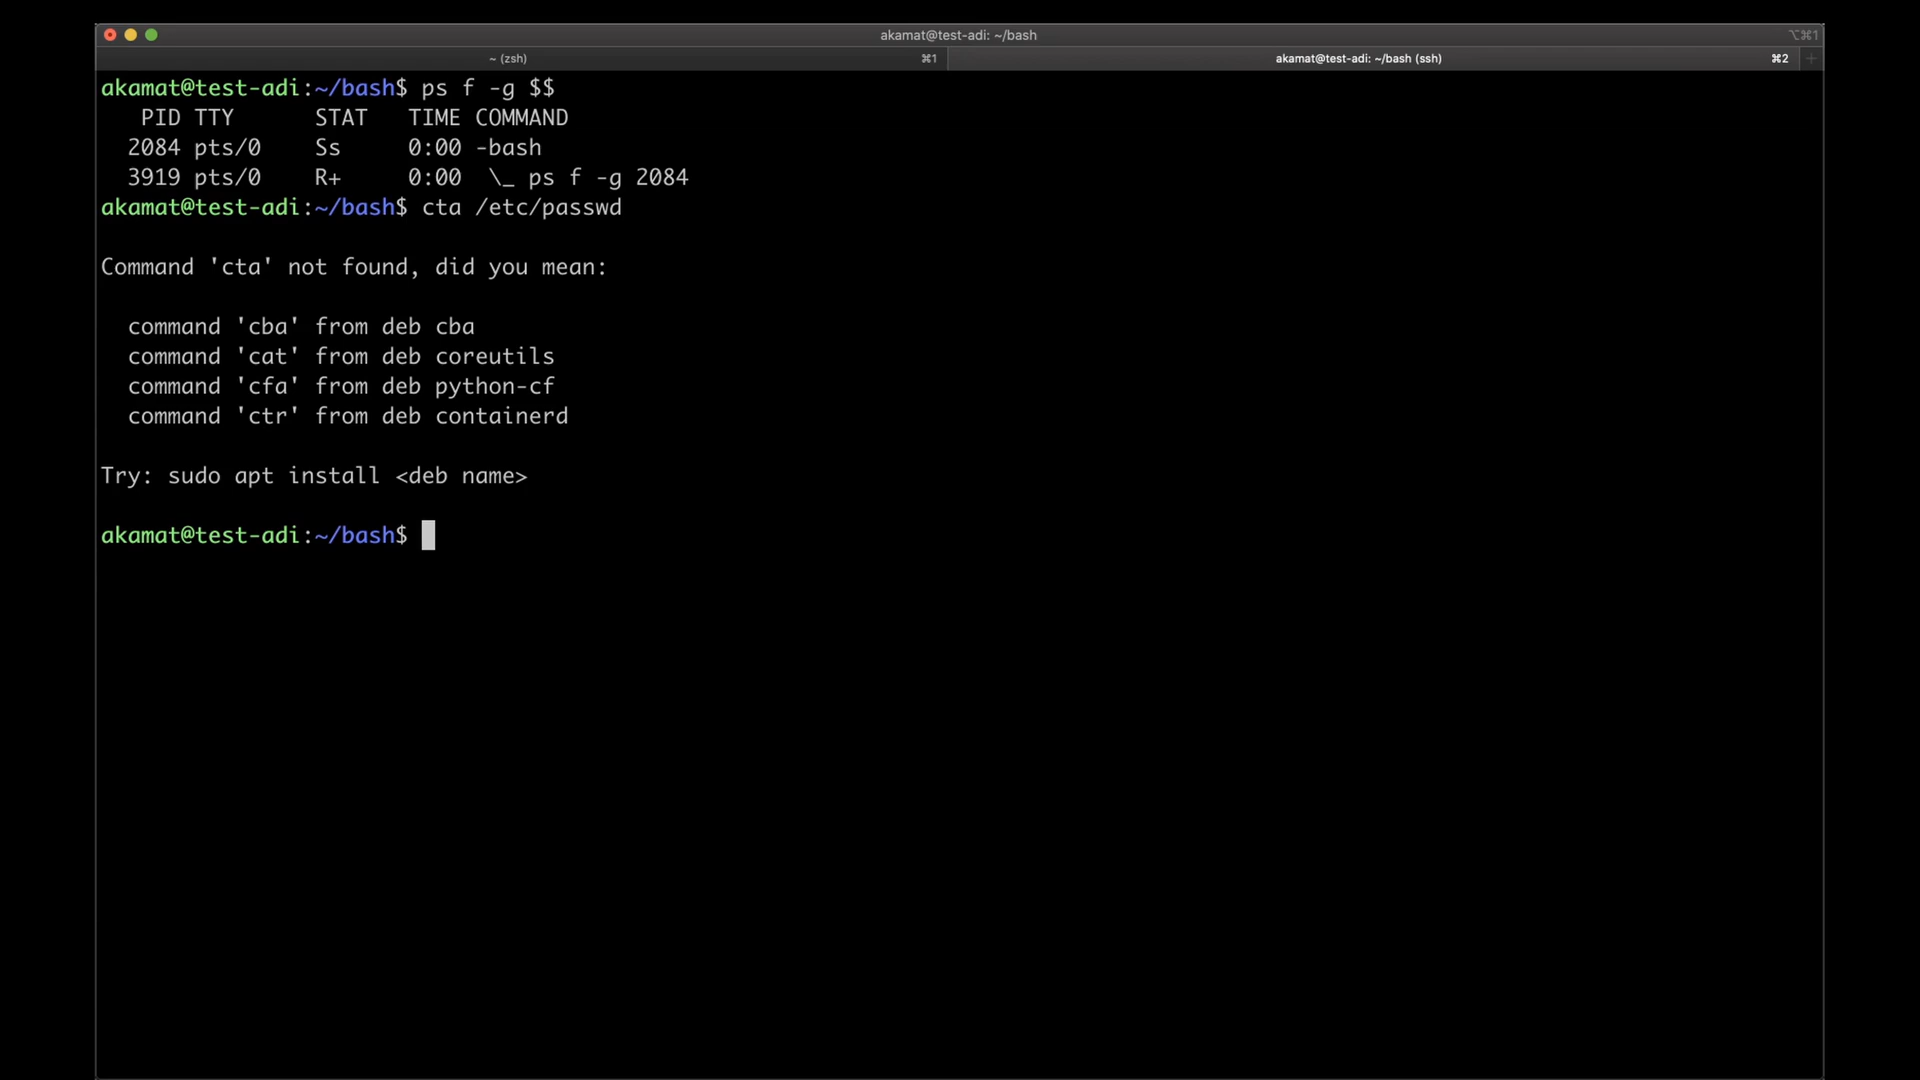 akamat@test-adi: ~/bash
⌥⌘1
~ (zsh) ⌘1 akamat@test-adi: ~/bash (ssh) ⌘2 +
akamat@test-adi:~/bash$ ps f -g $$
PID TTY STAT TIME COMMAND
2084 pts/0 Ss 0:00 -bash
3919 pts/0 R+ 0:00 \_ ps f -g 2084
akamat@test-adi:~/bash$ cta /etc/passwd
Command 'cta' not found, did you mean:
command 'cba' from deb cba
command 'cat' from deb coreutils
command 'cfa' from deb python-cf
command 'ctr' from deb containerd
Try: sudo apt install <deb name>
akamat@test-adi:~/bash$